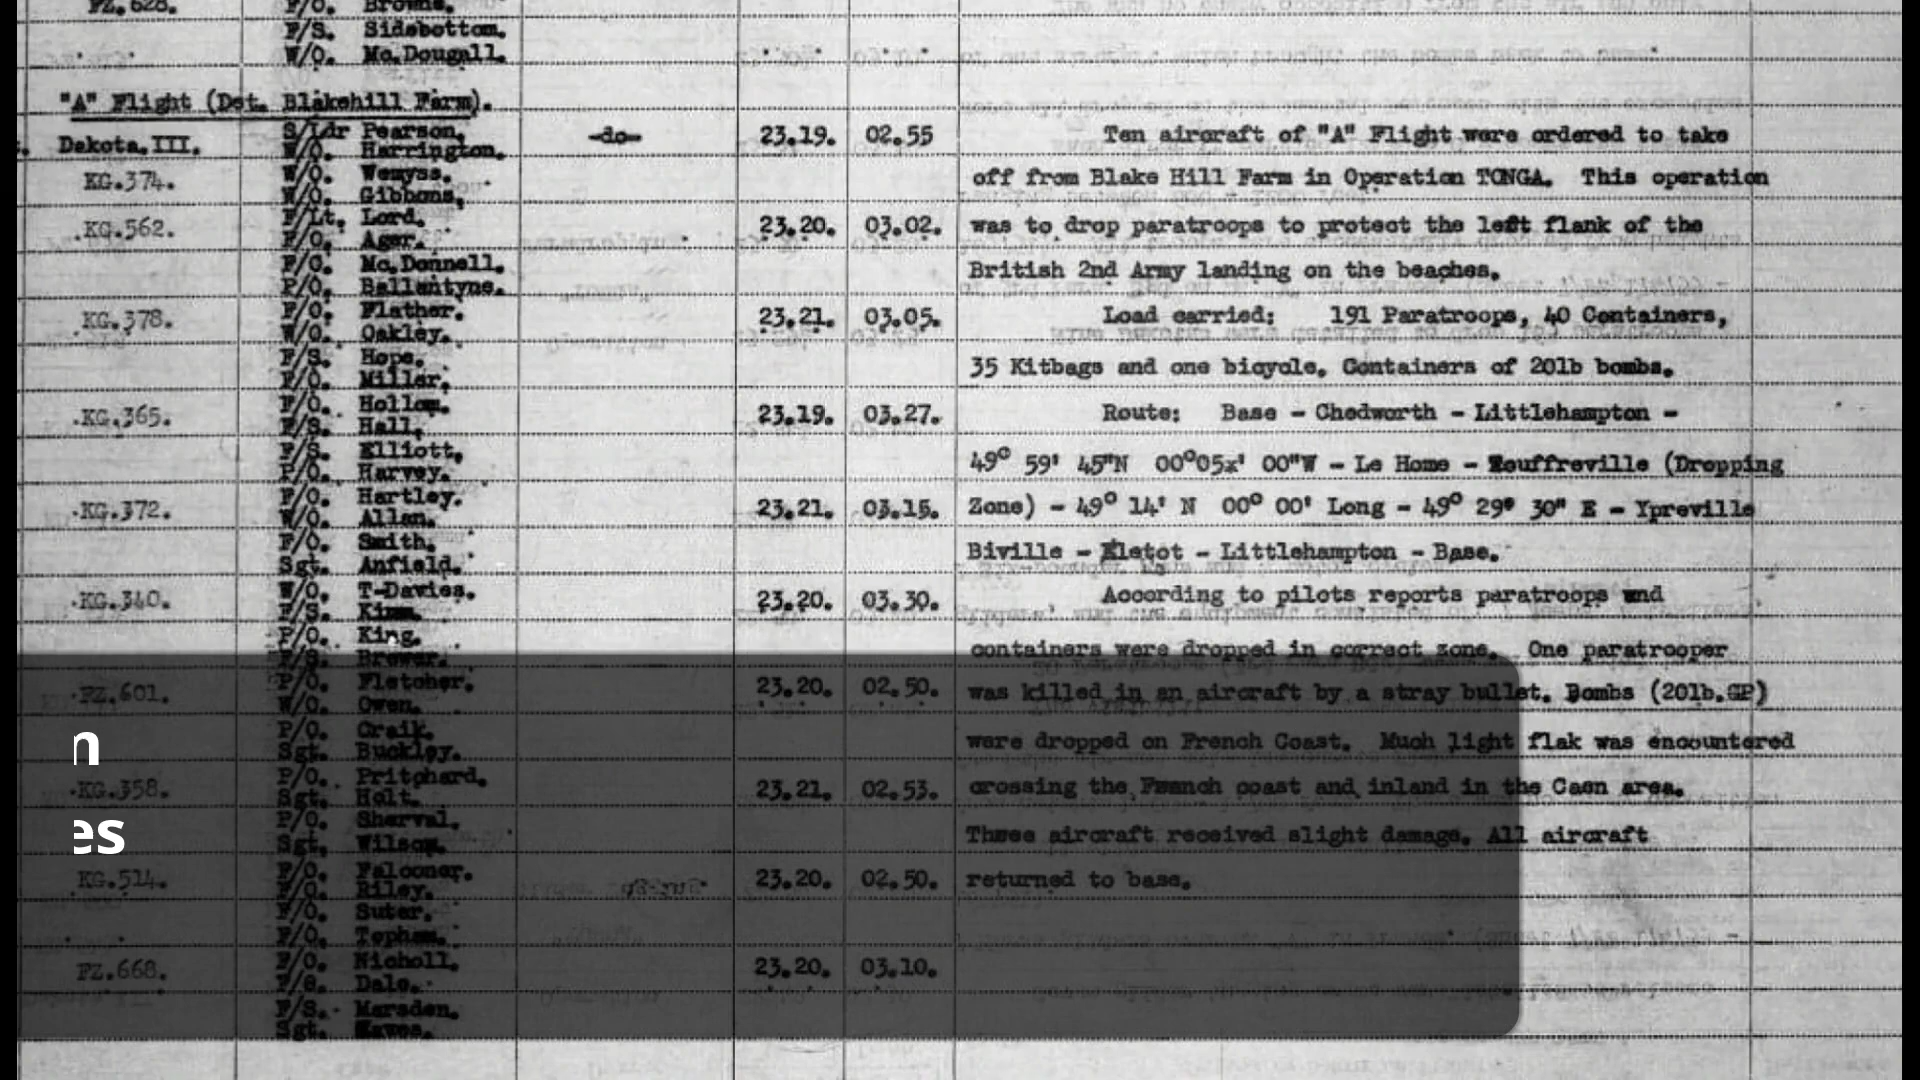 FZ.628. F/O. Browne.
F/S. Sidebottom.
W/O. Mc.Dougall.
"A" Flight (Det. Blakehill Farm).
Dakota.III. S/Ldr Pearson. -do- 23.19. 02.55 Ten aircraft of "A" Flight were ordered to take
W/O. Harrington.
KG.374. W/O. Wemyss. off from Blake Hill Farm in Operation TONGA. This operation
W/O. Gibbons.
KG.562. F/Lt. Lord. 23.20. 03.02. was to drop paratroops to protect the left flank of the
F/O. Ager.
F/O. Mc.Donnell. British 2nd Army landing on the beaches.
P/O. Ballantyne.
KG.378. F/O. Flather. 23.21. 03.05. Load carried: 191 Paratroops, 40 Containers,
W/O. Oakley.
F/S. Hope. 35 Kitbags and one bicycle. Containers of 20lb bombs.
F/O. Miller.
KG.365. F/O. Hollom. 23.19. 03.27. Route: Base - Chedworth - Littlehampton -
F/S. Hall.
F/S. Elliott. 49° 59' 45"N 00°05x' 00"W - Le Home - Touffreville (Dropping
P/O. Harvey.
KG.372. F/O. Hartley. 23.21. 03.15. Zone) - 49° 14' N 00° 00' Long - 49° 29' 30" E - Ypreville
W/O. Allan.
F/O. Smith. Biville - Eletot - Littlehampton - Base.
Sgt. Anfield.
KG.340. W/O. T-Davies. 23.20. 03.30. According to pilots reports paratroops and
F/S. Kimm.
P/O. King. containers were dropped in correct zone. One paratrooper
F/S. Brewer.
FZ.601. P/O. Fletcher. 23.20. 02.50. was killed in an aircraft by a stray bullet. Bombs (20lb.GP)
W/O. Owen.
P/O. Craik. were dropped on French Coast. Much light flak was encountered
Sgt. Buckley.
n
KG.358. P/O. Pritchard. 23.21. 02.53. crossing the French coast and inland in the Caen area.
Sgt. Holt.
P/O. Sherval. Three aircraft received slight damage. All aircraft
Sgt. Wilson.
es
KG.514. F/O. Falconer. 23.20. 02.50. returned to base.
F/O. Riley.
F/O. Suter.
F/O. Topham.
FZ.668. F/O. Nicholl. 23.20. 03.10.
F/S. Dale.
F/S. Marsden.
Sgt. Eaves.